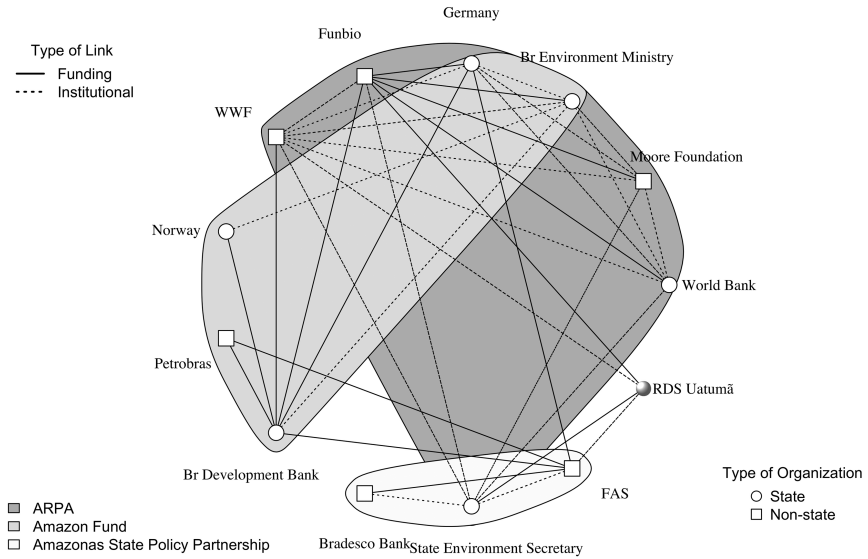 Germany
Funbio
Type of Link
Br Environment Ministry
Funding
Institutional
WWF
Moore Foundation
Norway
World Bank
Petrobras
RDS Uatumã
Br Development Bank
Type of Organization
FAS
State
ARPA
Non-state
Amazon Fund
Amazonas State Policy Partnership
Bradesco Bank
State Environment Secretary